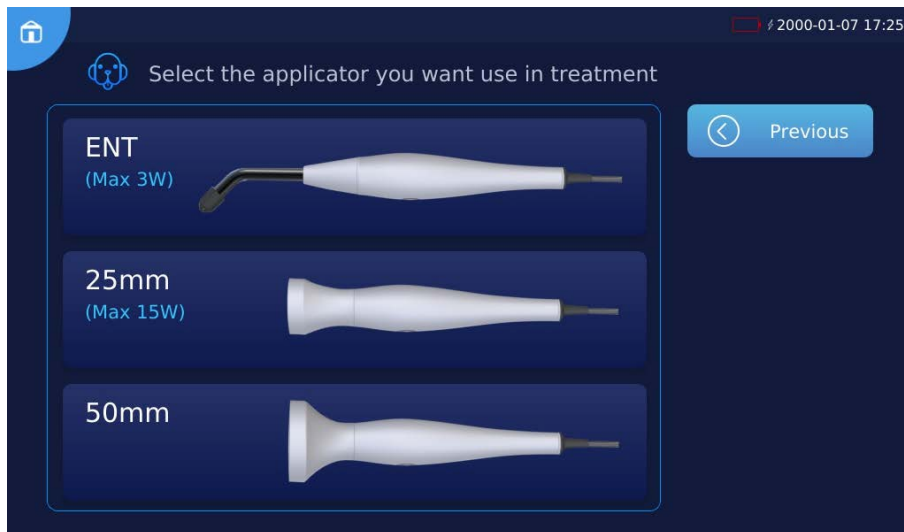 2000-01-07 17:25
Select the applicator you want use in treatment
ENT
(Max 3W)
Previous
25mm
(Max 15W)
50mm